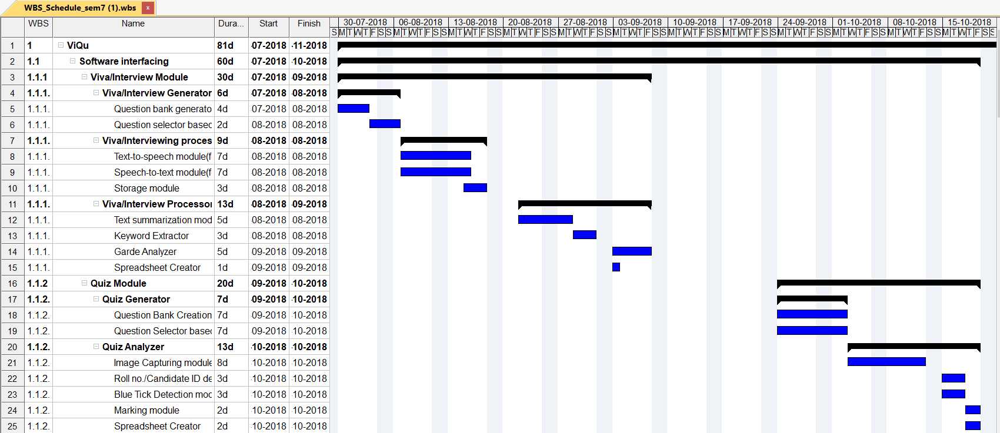 WBS_Schedule_sem7 (1).wbs x
WBS Name Dura... Start Finish 30-07-2018 06-08-2018 13-08-2018 20-08-2018 27-08-2018 03-09-2018 10-09-2018 17-09-2018 24-09-2018 01-10-2018 08-10-2018 15-10-2018
S M T W T F S S M T W T F S S M T W T F S S M T W T F S S M T W T F S S M T W T F S S M T W T F S S M T W T F S S M T W T F S S M T W T F S S M T W T F S S M T W T F S S
1 1 ViQu 81d 07-2018 -11-2018
2 1.1 Software interfacing 60d 07-2018 -10-2018
3 1.1.1 Viva/Interview Module 30d 07-2018 -09-2018
4 1.1.1. Viva/Interview Generator 6d 07-2018 -08-2018
5 1.1.1. Question bank generato 4d 07-2018 -08-2018
6 1.1.1. Question selector based 2d 08-2018 -08-2018
7 1.1.1. Viva/Interviewing proces 9d 08-2018 -08-2018
8 1.1.1. Text-to-speech module(f 7d 08-2018 -08-2018
9 1.1.1. Speech-to-text module(f 7d 08-2018 -08-2018
10 1.1.1. Storage module 3d 08-2018 -08-2018
11 1.1.1. Viva/Interview Processor 13d 08-2018 -09-2018
12 1.1.1. Text summarization mod 5d 08-2018 -08-2018
13 1.1.1. Keyword Extractor 3d 08-2018 -08-2018
14 1.1.1. Garde Analyzer 5d 09-2018 -09-2018
15 1.1.1. Spreadsheet Creator 1d 09-2018 -09-2018
16 1.1.2 Quiz Module 20d 09-2018 -10-2018
17 1.1.2. Quiz Generator 7d 09-2018 -10-2018
18 1.1.2. Question Bank Creation 7d 09-2018 -10-2018
19 1.1.2. Question Selector based 7d 09-2018 -10-2018
20 1.1.2. Quiz Analyzer 13d -10-2018 -10-2018
21 1.1.2. Image Capturing module 8d -10-2018 -10-2018
22 1.1.2. Roll no./Candidate ID de 3d -10-2018 -10-2018
23 1.1.2. Blue Tick Detection moc 3d -10-2018 -10-2018
24 1.1.2. Marking module 2d -10-2018 -10-2018
25 1.1.2. Spreadsheet Creator 2d -10-2018 -10-2018